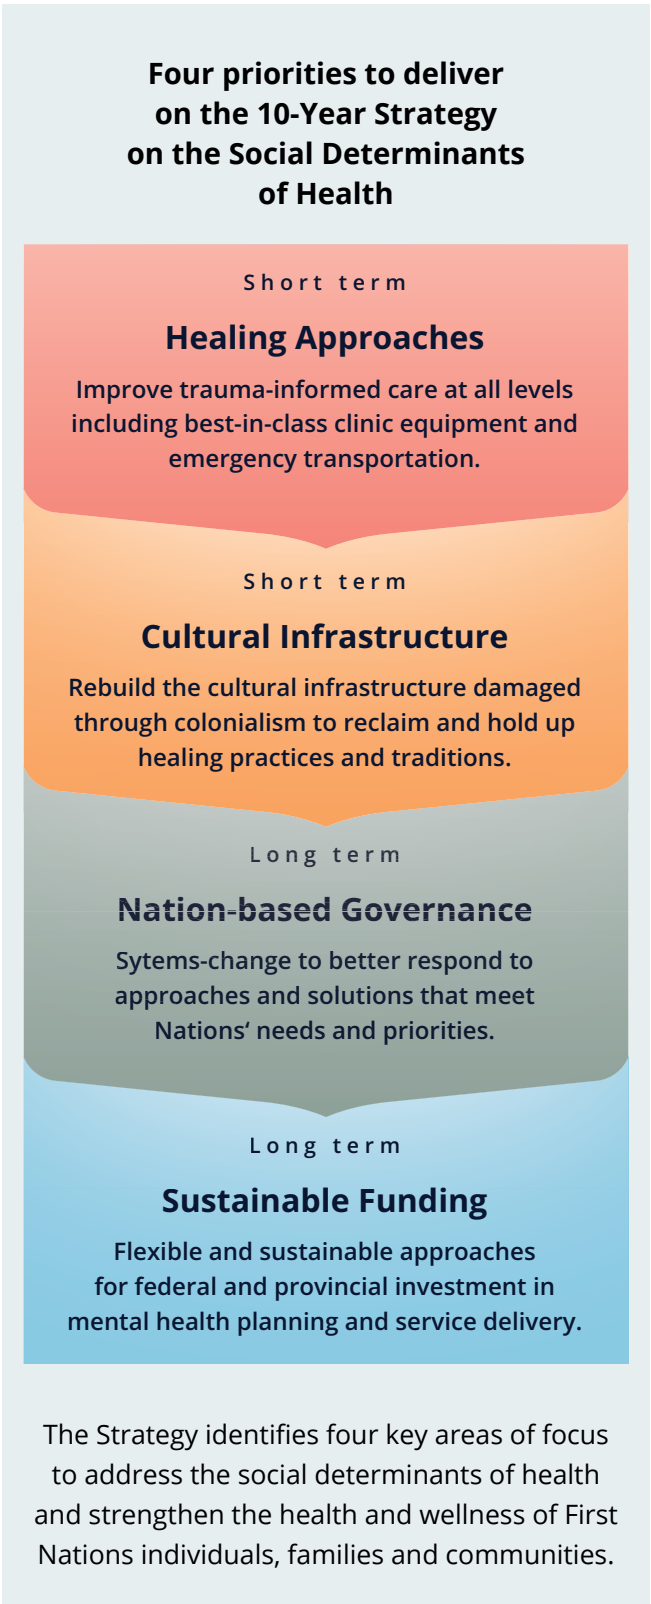 Four priorities to deliver
on the 10-Year Strategy
on the Social Determinants
of Health
Short term
Healing Approaches
Improve trauma-informed care at all levels
including best-in-class clinic equipment and
emergency transportation.
Short term
Cultural Infrastructure
Rebuild the cultural infrastructure damaged
through colonialism to reclaim and hold up
healing practices and traditions.
Long term
Nation-based Governance
Sytems-change to better respond to
approaches and solutions that meet
Nations‘ needs and priorities.
Long term
Sustainable Funding
Flexible and sustainable approaches
for federal and provincial investment in
mental health planning and service delivery.
The Strategy identifies four key areas of focus
to address the social determinants of health
and strengthen the health and wellness of First
Nations individuals, families and communities.